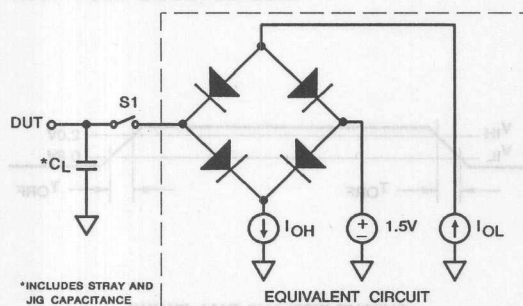 S1
DUT
*CL
IOH
1.5V
IOL
*INCLUDES STRAY AND
JIG CAPACITANCE
EQUIVALENT CIRCUIT